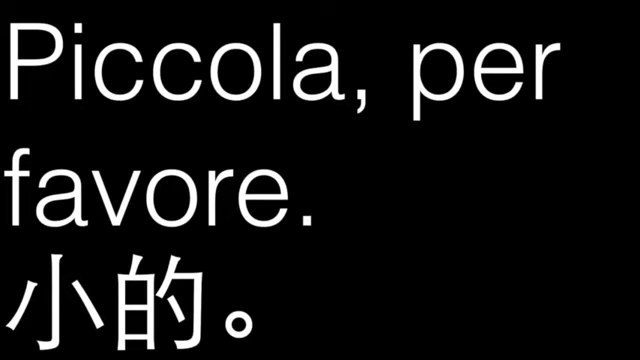 Piccola, per
favore.
小的。